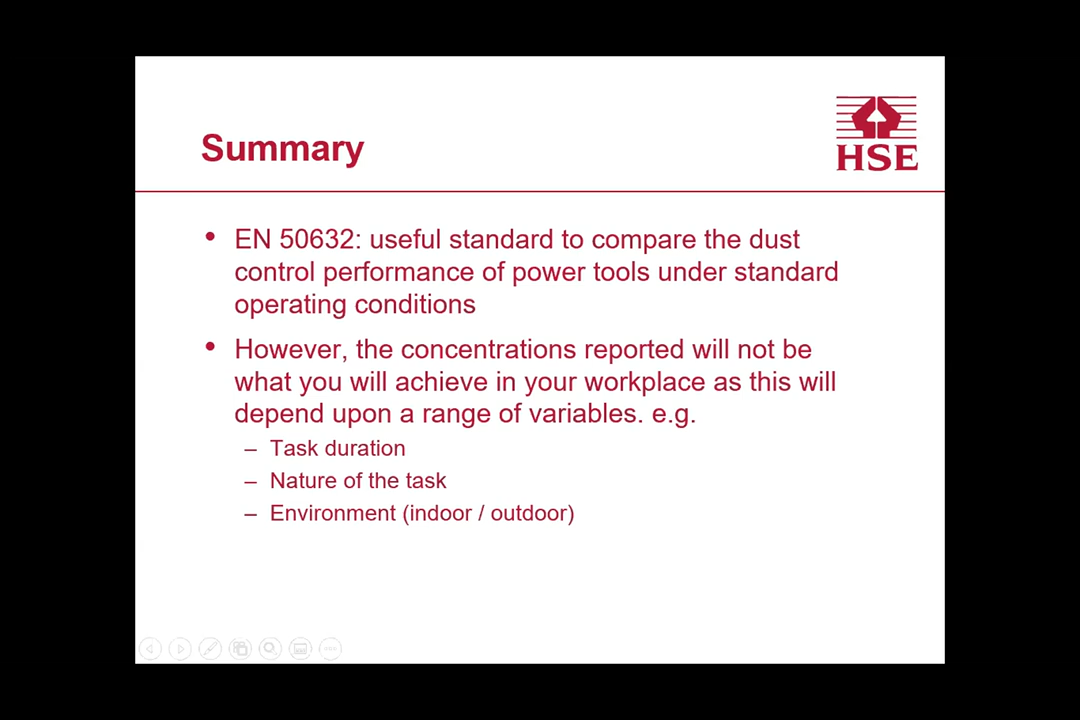 Summary
HSE
• EN 50632: useful standard to compare the dust
control performance of power tools under standard
operating conditions
• However, the concentrations reported will not be
what you will achieve in your workplace as this will
depend upon a range of variables. e.g.
– Task duration
– Nature of the task
– Environment (indoor / outdoor)